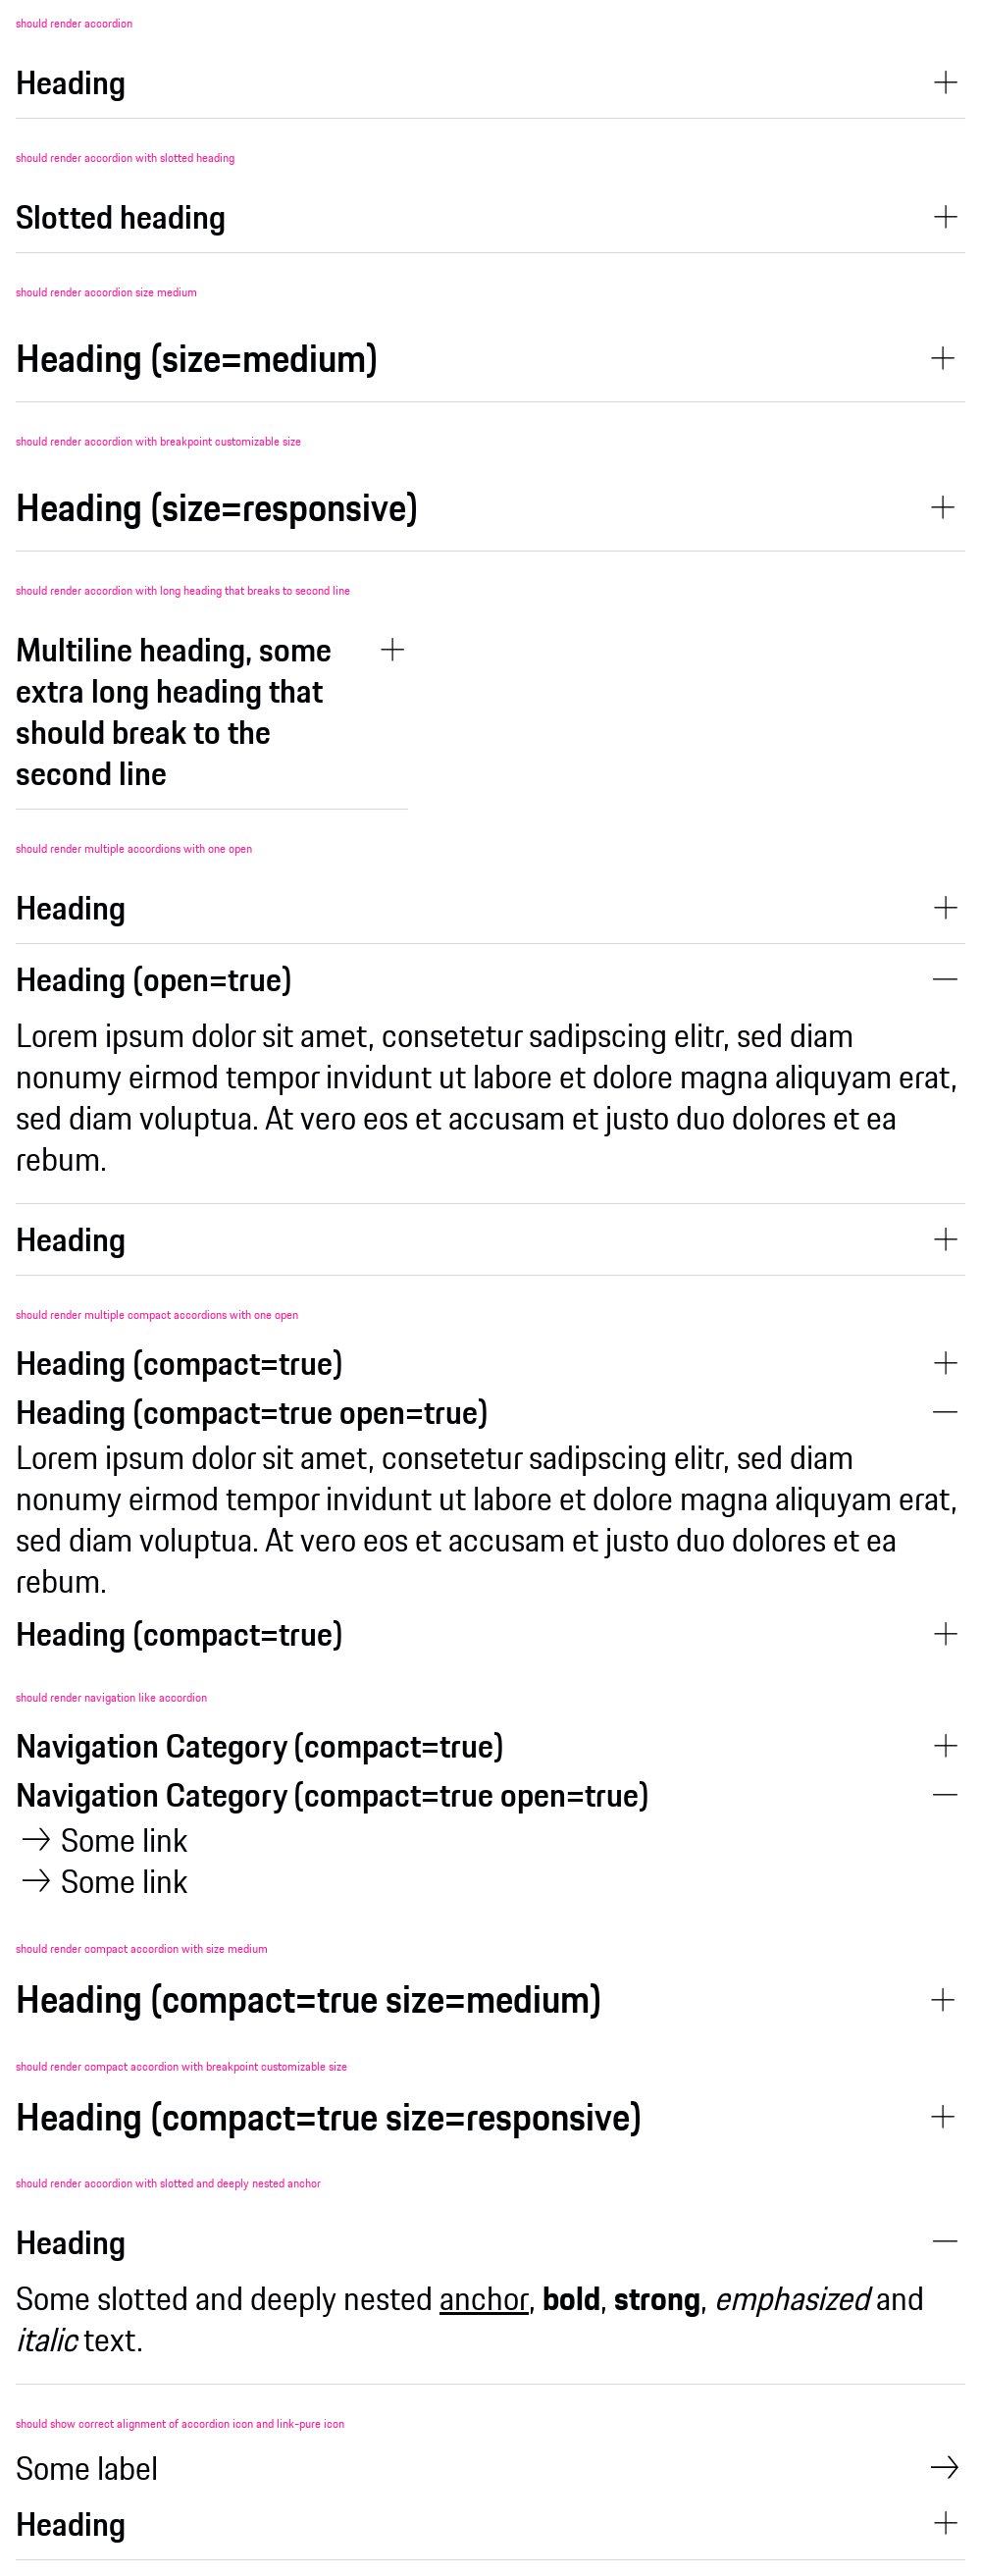 should render accordion
Heading
should render accordion with slotted heading
Slotted heading
should render accordion size medium
Heading (size=medium)
should render accordion with breakpoint customizable size
Heading (size=responsive)
should render accordion with long heading that breaks to second line
Multiline heading, some
extra long heading that
should break to the
second line
should render multiple accordions with one open
Heading
Heading (open=true)
Lorem ipsum dolor sit amet, consetetur sadipscing elitr, sed diam
nonumy eirmod tempor invidunt ut labore et dolore magna aliquyam erat,
sed diam voluptua. At vero eos et accusam et justo duo dolores et ea
rebum.
Heading
should render multiple compact accordions with one open
Heading (compact=true)
Heading (compact=true open=true)
Lorem ipsum dolor sit amet, consetetur sadipscing elitr, sed diam
nonumy eirmod tempor invidunt ut labore et dolore magna aliquyam erat,
sed diam voluptua. At vero eos et accusam et justo duo dolores et ea
rebum.
Heading (compact=true)
should render navigation like accordion
Navigation Category (compact=true)
Navigation Category (compact=true open=true)
Some link
Some link
should render compact accordion with size medium
Heading (compact=true size=medium)
should render compact accordion with breakpoint customizable size
Heading (compact=true size=responsive)
should render accordion with slotted and deeply nested anchor
Heading
Some slotted and deeply nested anchor, bold, strong, emphasized and
italic text.
should show correct alignment of accordion icon and link-pure icon
Some label
Heading